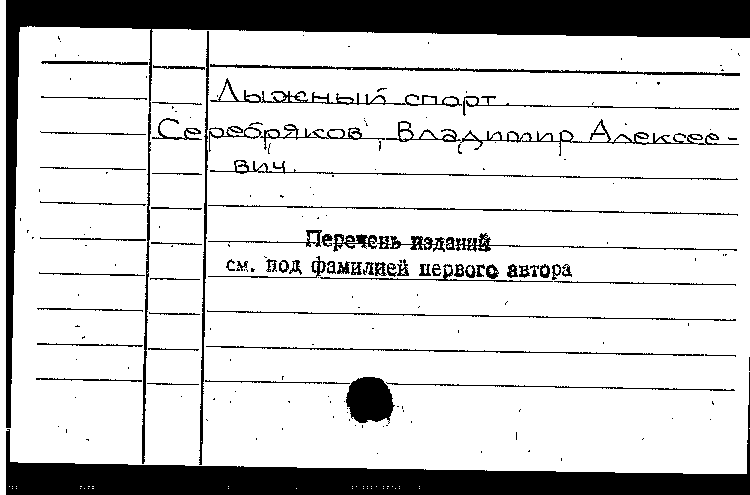 Лыжный спорт.
Серебряков, Владимир Алексее-
вич.
Перечень изданий
см. под фамилией первого автора